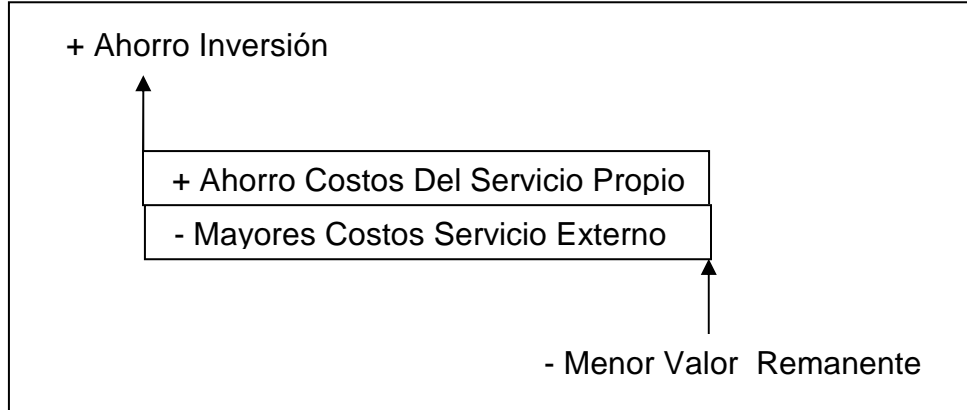 + Ahorro Inversión
+ Ahorro Costos Del Servicio Propio
- Mayores Costos Servicio Externo
- Menor Valor  Remanente